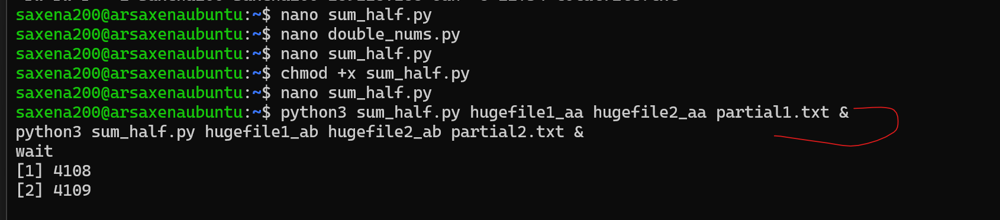 saxena200@arsaxenaubuntu:~$ nano sum_half.py
saxena200@arsaxenaubuntu:~$ nano double_nums.py
saxena200@arsaxenaubuntu:~$ nano sum_half.py
saxena200@arsaxenaubuntu:~$ chmod +x sum_half.py
saxena200@arsaxenaubuntu:~$ nano sum_half.py
saxena200@arsaxenaubuntu:~$ python3 sum_half.py hugefile1_aa hugefile2_aa partial1.txt &
python3 sum_half.py hugefile1_ab hugefile2_ab partial2.txt &
wait
[1] 4108
[2] 4109